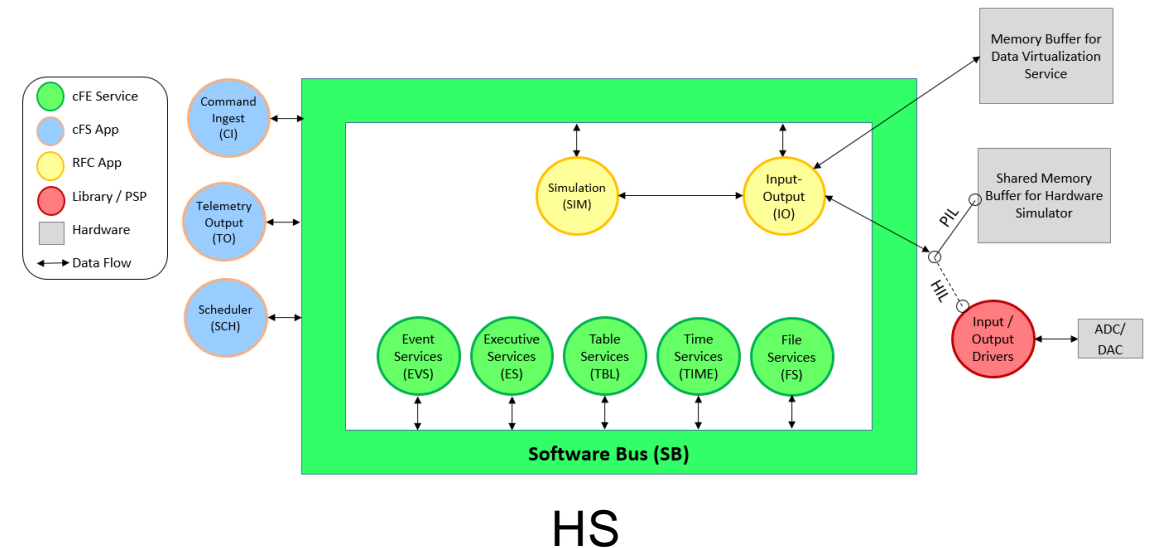 cFE Service
cFS App
RFC App
Library / PSP
Hardware
Data Flow
Command
Ingest
(CI)
Telemetry
Output
(TO)
Scheduler
(SCH)
Simulation
(SIM)
Input-
Output
(IO)
Memory Buffer for
Data Virtualization
Service
Shared Memory
Buffer for Hardware
Simulator
PIL
HIL
Input /
Output
Drivers
ADC/
DAC
Event
Services
(EVS)
Executive
Services
(ES)
Table
Services
(TBL)
Time
Services
(TIME)
File
Services
(FS)
Software Bus (SB)
HS